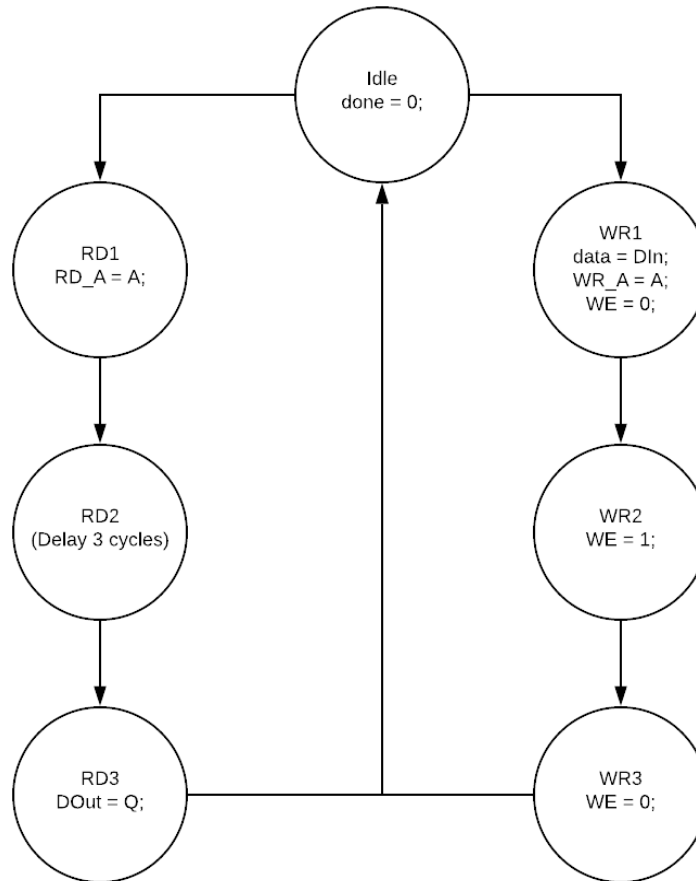 Idle
done = 0;
RD1
RD_A = A;
WR1
data = DIn;
WR_A = A;
WE = 0;
RD2
(Delay 3 cycles)
WR2
WE = 1;
RD3
DOut = Q;
WR3
WE = 0;